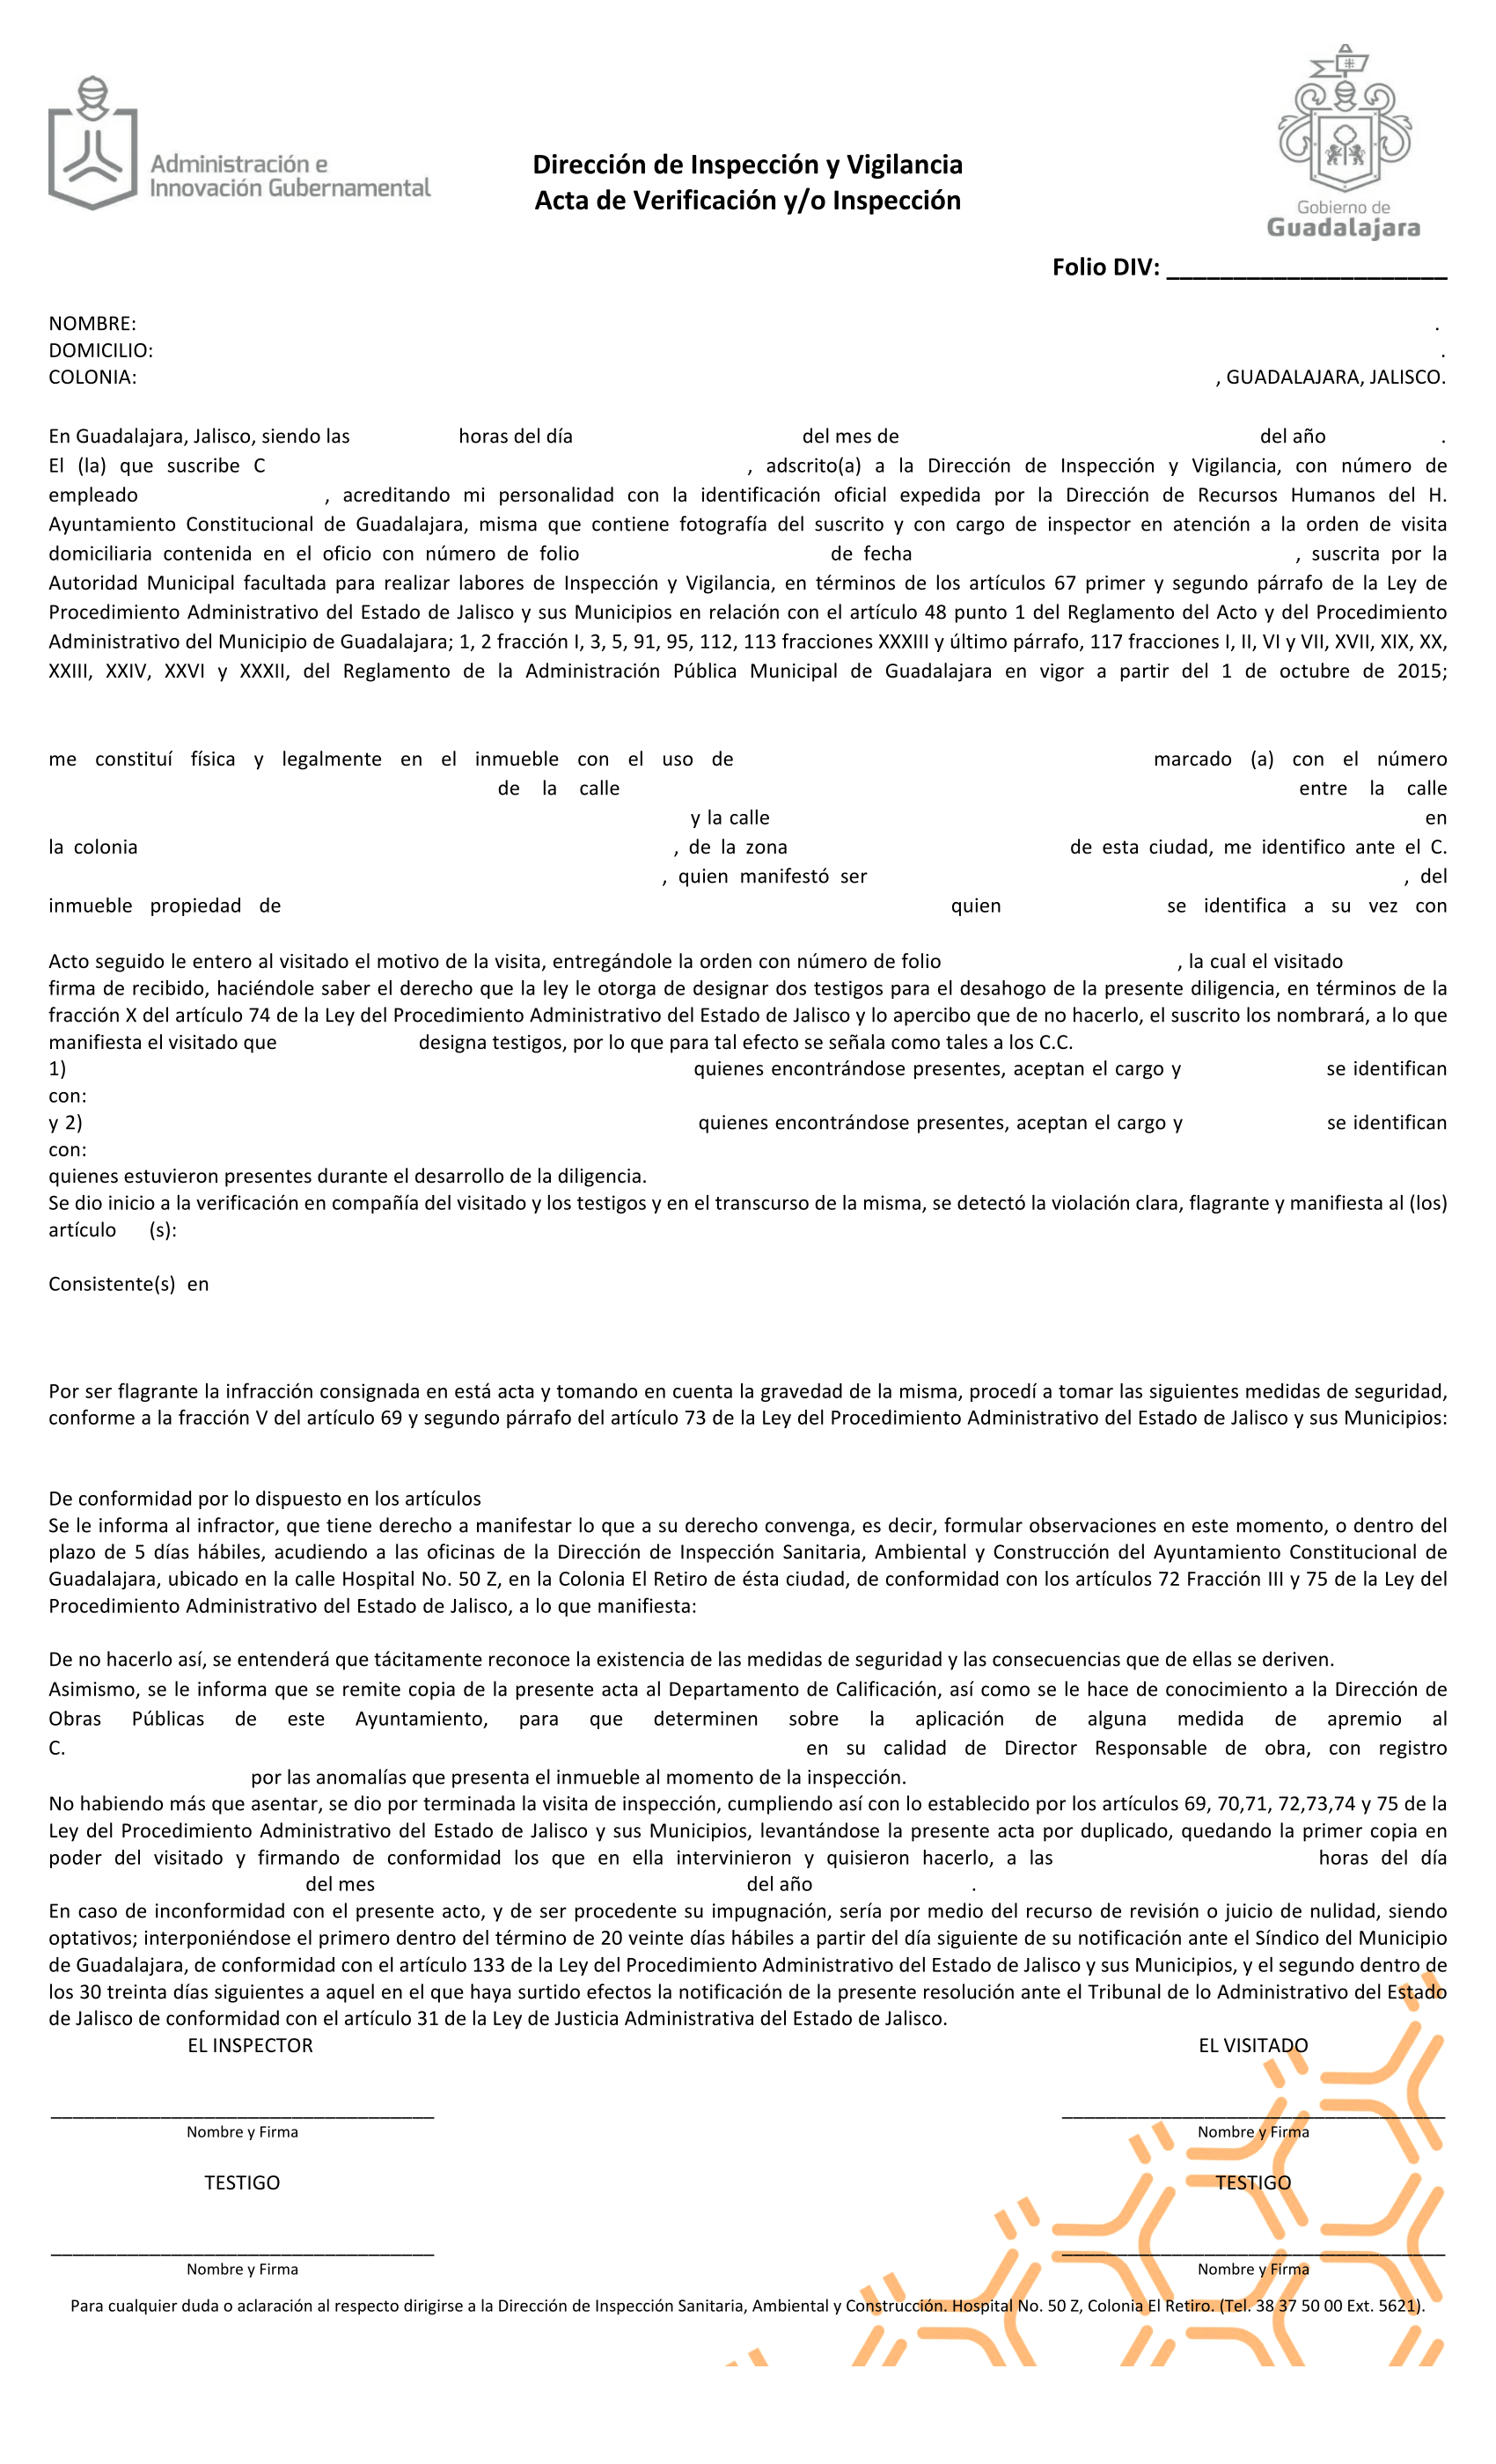 Administración e
Innovación Gubernamental
Dirección de Inspección y Vigilancia
Acta de Verificación y/o Inspección
Gobierno de
Guadalajara
Folio DIV: ______________________
NOMBRE: .
DOMICILIO: .
COLONIA: , GUADALAJARA, JALISCO.
En Guadalajara, Jalisco, siendo las horas del día del mes de del año .
El (la) que suscribe C , adscrito(a) a la Dirección de Inspección y Vigilancia, con número de
empleado , acreditando mi personalidad con la identificación oficial expedida por la Dirección de Recursos Humanos del H.
Ayuntamiento Constitucional de Guadalajara, misma que contiene fotografía del suscrito y con cargo de inspector en atención a la orden de visita
domiciliaria contenida en el oficio con número de folio de fecha , suscrita por la
Autoridad Municipal facultada para realizar labores de Inspección y Vigilancia, en términos de los artículos 67 primer y segundo párrafo de la Ley de
Procedimiento Administrativo del Estado de Jalisco y sus Municipios en relación con el artículo 48 punto 1 del Reglamento del Acto y del Procedimiento
Administrativo del Municipio de Guadalajara; 1, 2 fracción I, 3, 5, 91, 95, 112, 113 fracciones XXXIII y último párrafo, 117 fracciones I, II, VI y VII, XVII, XIX, XX,
XXIII, XXIV, XXVI y XXXII, del Reglamento de la Administración Pública Municipal de Guadalajara en vigor a partir del 1 de octubre de 2015;
me constituí física y legalmente en el inmueble con el uso de marcado (a) con el número
de la calle entre la calle
y la calle en
la colonia , de la zona de esta ciudad, me identifico ante el C.
, quien manifestó ser , del
inmueble propiedad de quien se identifica a su vez con
Acto seguido le entero al visitado el motivo de la visita, entregándole la orden con número de folio , la cual el visitado
firma de recibido, haciéndole saber el derecho que la ley le otorga de designar dos testigos para el desahogo de la presente diligencia, en términos de la
fracción X del artículo 74 de la Ley del Procedimiento Administrativo del Estado de Jalisco y lo apercibo que de no hacerlo, el suscrito los nombrará, a lo que
manifiesta el visitado que designa testigos, por lo que para tal efecto se señala como tales a los C.C.
1) quienes encontrándose presentes, aceptan el cargo y se identifican
con:
y 2) quienes encontrándose presentes, aceptan el cargo y se identifican
con:
quienes estuvieron presentes durante el desarrollo de la diligencia.
Se dio inicio a la verificación en compañía del visitado y los testigos y en el transcurso de la misma, se detectó la violación clara, flagrante y manifiesta al (los)
artículo (s):
Consistente(s) en
Por ser flagrante la infracción consignada en está acta y tomando en cuenta la gravedad de la misma, procedí a tomar las siguientes medidas de seguridad,
conforme a la fracción V del artículo 69 y segundo párrafo del artículo 73 de la Ley del Procedimiento Administrativo del Estado de Jalisco y sus Municipios:
De conformidad por lo dispuesto en los artículos
Se le informa al infractor, que tiene derecho a manifestar lo que a su derecho convenga, es decir, formular observaciones en este momento, o dentro del
plazo de 5 días hábiles, acudiendo a las oficinas de la Dirección de Inspección Sanitaria, Ambiental y Construcción del Ayuntamiento Constitucional de
Guadalajara, ubicado en la calle Hospital No. 50 Z, en la Colonia El Retiro de ésta ciudad, de conformidad con los artículos 72 Fracción III y 75 de la Ley del
Procedimiento Administrativo del Estado de Jalisco, a lo que manifiesta:
De no hacerlo así, se entenderá que tácitamente reconoce la existencia de las medidas de seguridad y las consecuencias que de ellas se deriven.
Asimismo, se le informa que se remite copia de la presente acta al Departamento de Calificación, así como se le hace de conocimiento a la Dirección de
Obras Públicas de este Ayuntamiento, para que determinen sobre la aplicación de alguna medida de apremio al
C. en su calidad de Director Responsable de obra, con registro
por las anomalías que presenta el inmueble al momento de la inspección.
No habiendo más que asentar, se dio por terminada la visita de inspección, cumpliendo así con lo establecido por los artículos 69, 70,71, 72,73,74 y 75 de la
Ley del Procedimiento Administrativo del Estado de Jalisco y sus Municipios, levantándose la presente acta por duplicado, quedando la primer copia en
poder del visitado y firmando de conformidad los que en ella intervinieron y quisieron hacerlo, a las horas del día
del mes del año .
En caso de inconformidad con el presente acto, y de ser procedente su impugnación, sería por medio del recurso de revisión o juicio de nulidad, siendo
optativos; interponiéndose el primero dentro del término de 20 veinte días hábiles a partir del día siguiente de su notificación ante el Síndico del Municipio
de Guadalajara, de conformidad con el artículo 133 de la Ley del Procedimiento Administrativo del Estado de Jalisco y sus Municipios, y el segundo dentro de
los 30 treinta días siguientes a aquel en el que haya surtido efectos la notificación de la presente resolución ante el Tribunal de lo Administrativo del Estado
de Jalisco de conformidad con el artículo 31 de la Ley de Justicia Administrativa del Estado de Jalisco.
EL INSPECTOR EL VISITADO
___________________________________ ___________________________________
Nombre y Firma Nombre y Firma
TESTIGO TESTIGO
___________________________________ ___________________________________
Nombre y Firma Nombre y Firma
Para cualquier duda o aclaración al respecto dirigirse a la Dirección de Inspección Sanitaria, Ambiental y Construcción. Hospital No. 50 Z, Colonia El Retiro. (Tel. 38 37 50 00 Ext. 5621).